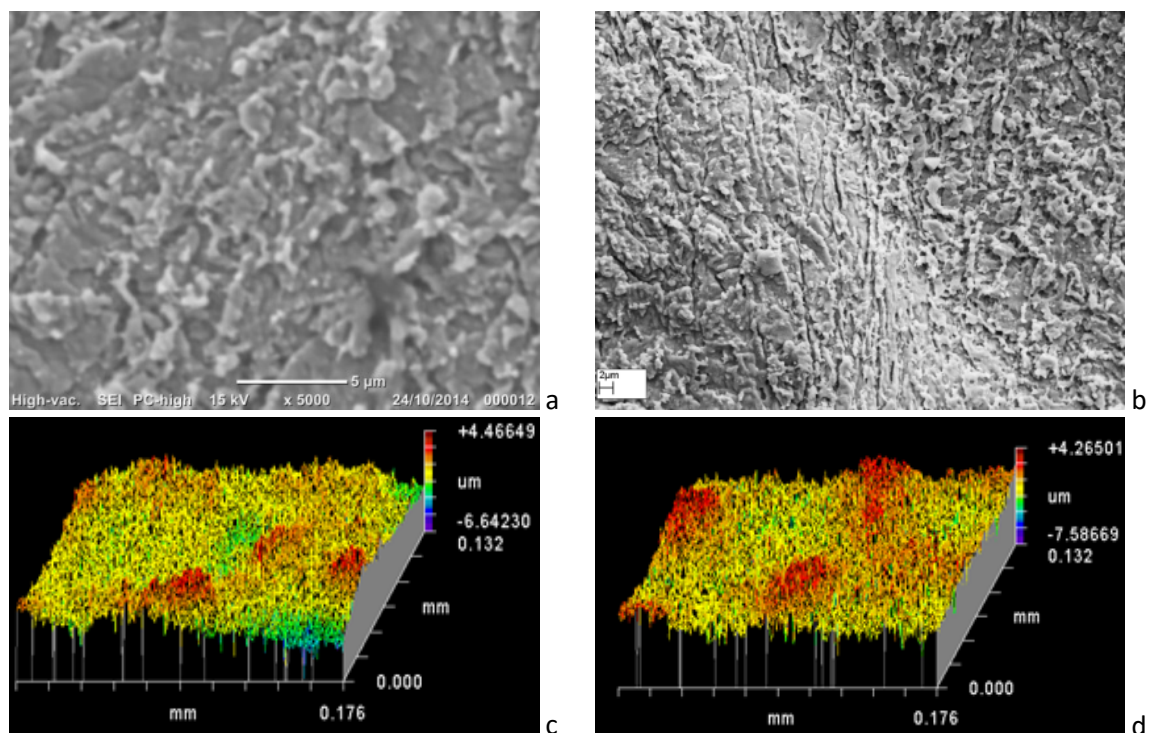 5 µm
High-vac. SEI PC-high 15 kV x 5000 24/10/2014 000012
a
2µm
b
+4.46649
um
-6.64230
0.132
mm
0.000
mm
0.176
c
+4.26501
um
-7.58669
0.132
mm
0.000
mm
0.176
d